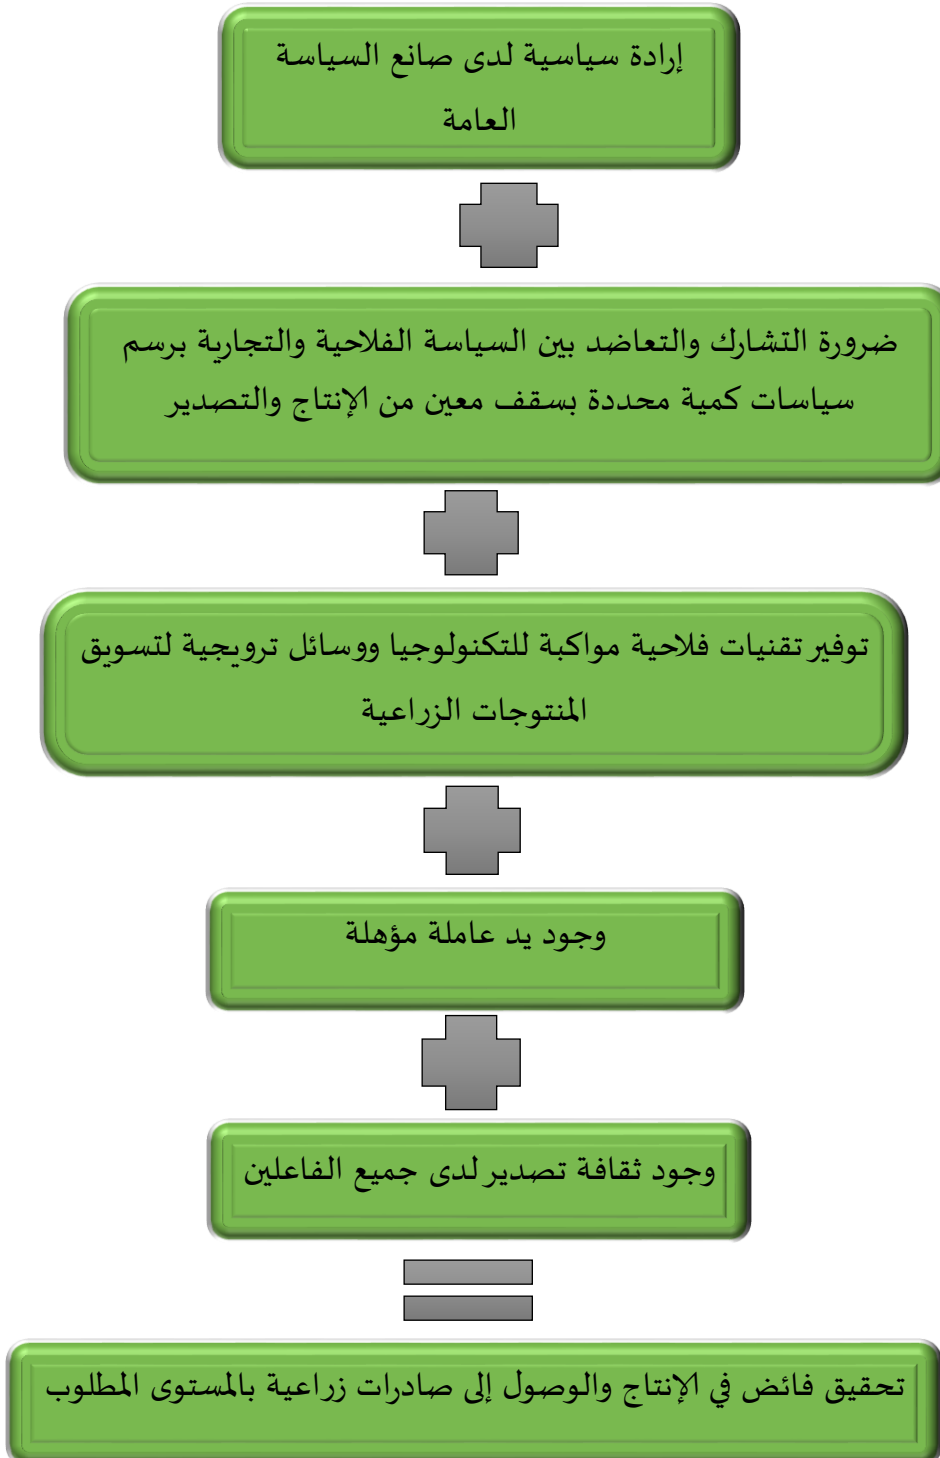 إرادة سياسية لدى صانع السياسة
العامة
ضرورة التشارك والتعاضد بين السياسة الفلاحية والتجارية برسم
سياسات كمية محددة بسقف معين من الإنتاج والتصدير
توفير تقنيات فلاحية مواكبة للتكنولوجيا ووسائل ترويجية لتسويق
المنتوجات الزراعية
وجود يد عاملة مؤهلة
وجود ثقافة تصدير لدى جميع الفاعلين
تحقيق فائض في الإنتاج والوصول إلى صادرات زراعية بالمستوى المطلوب